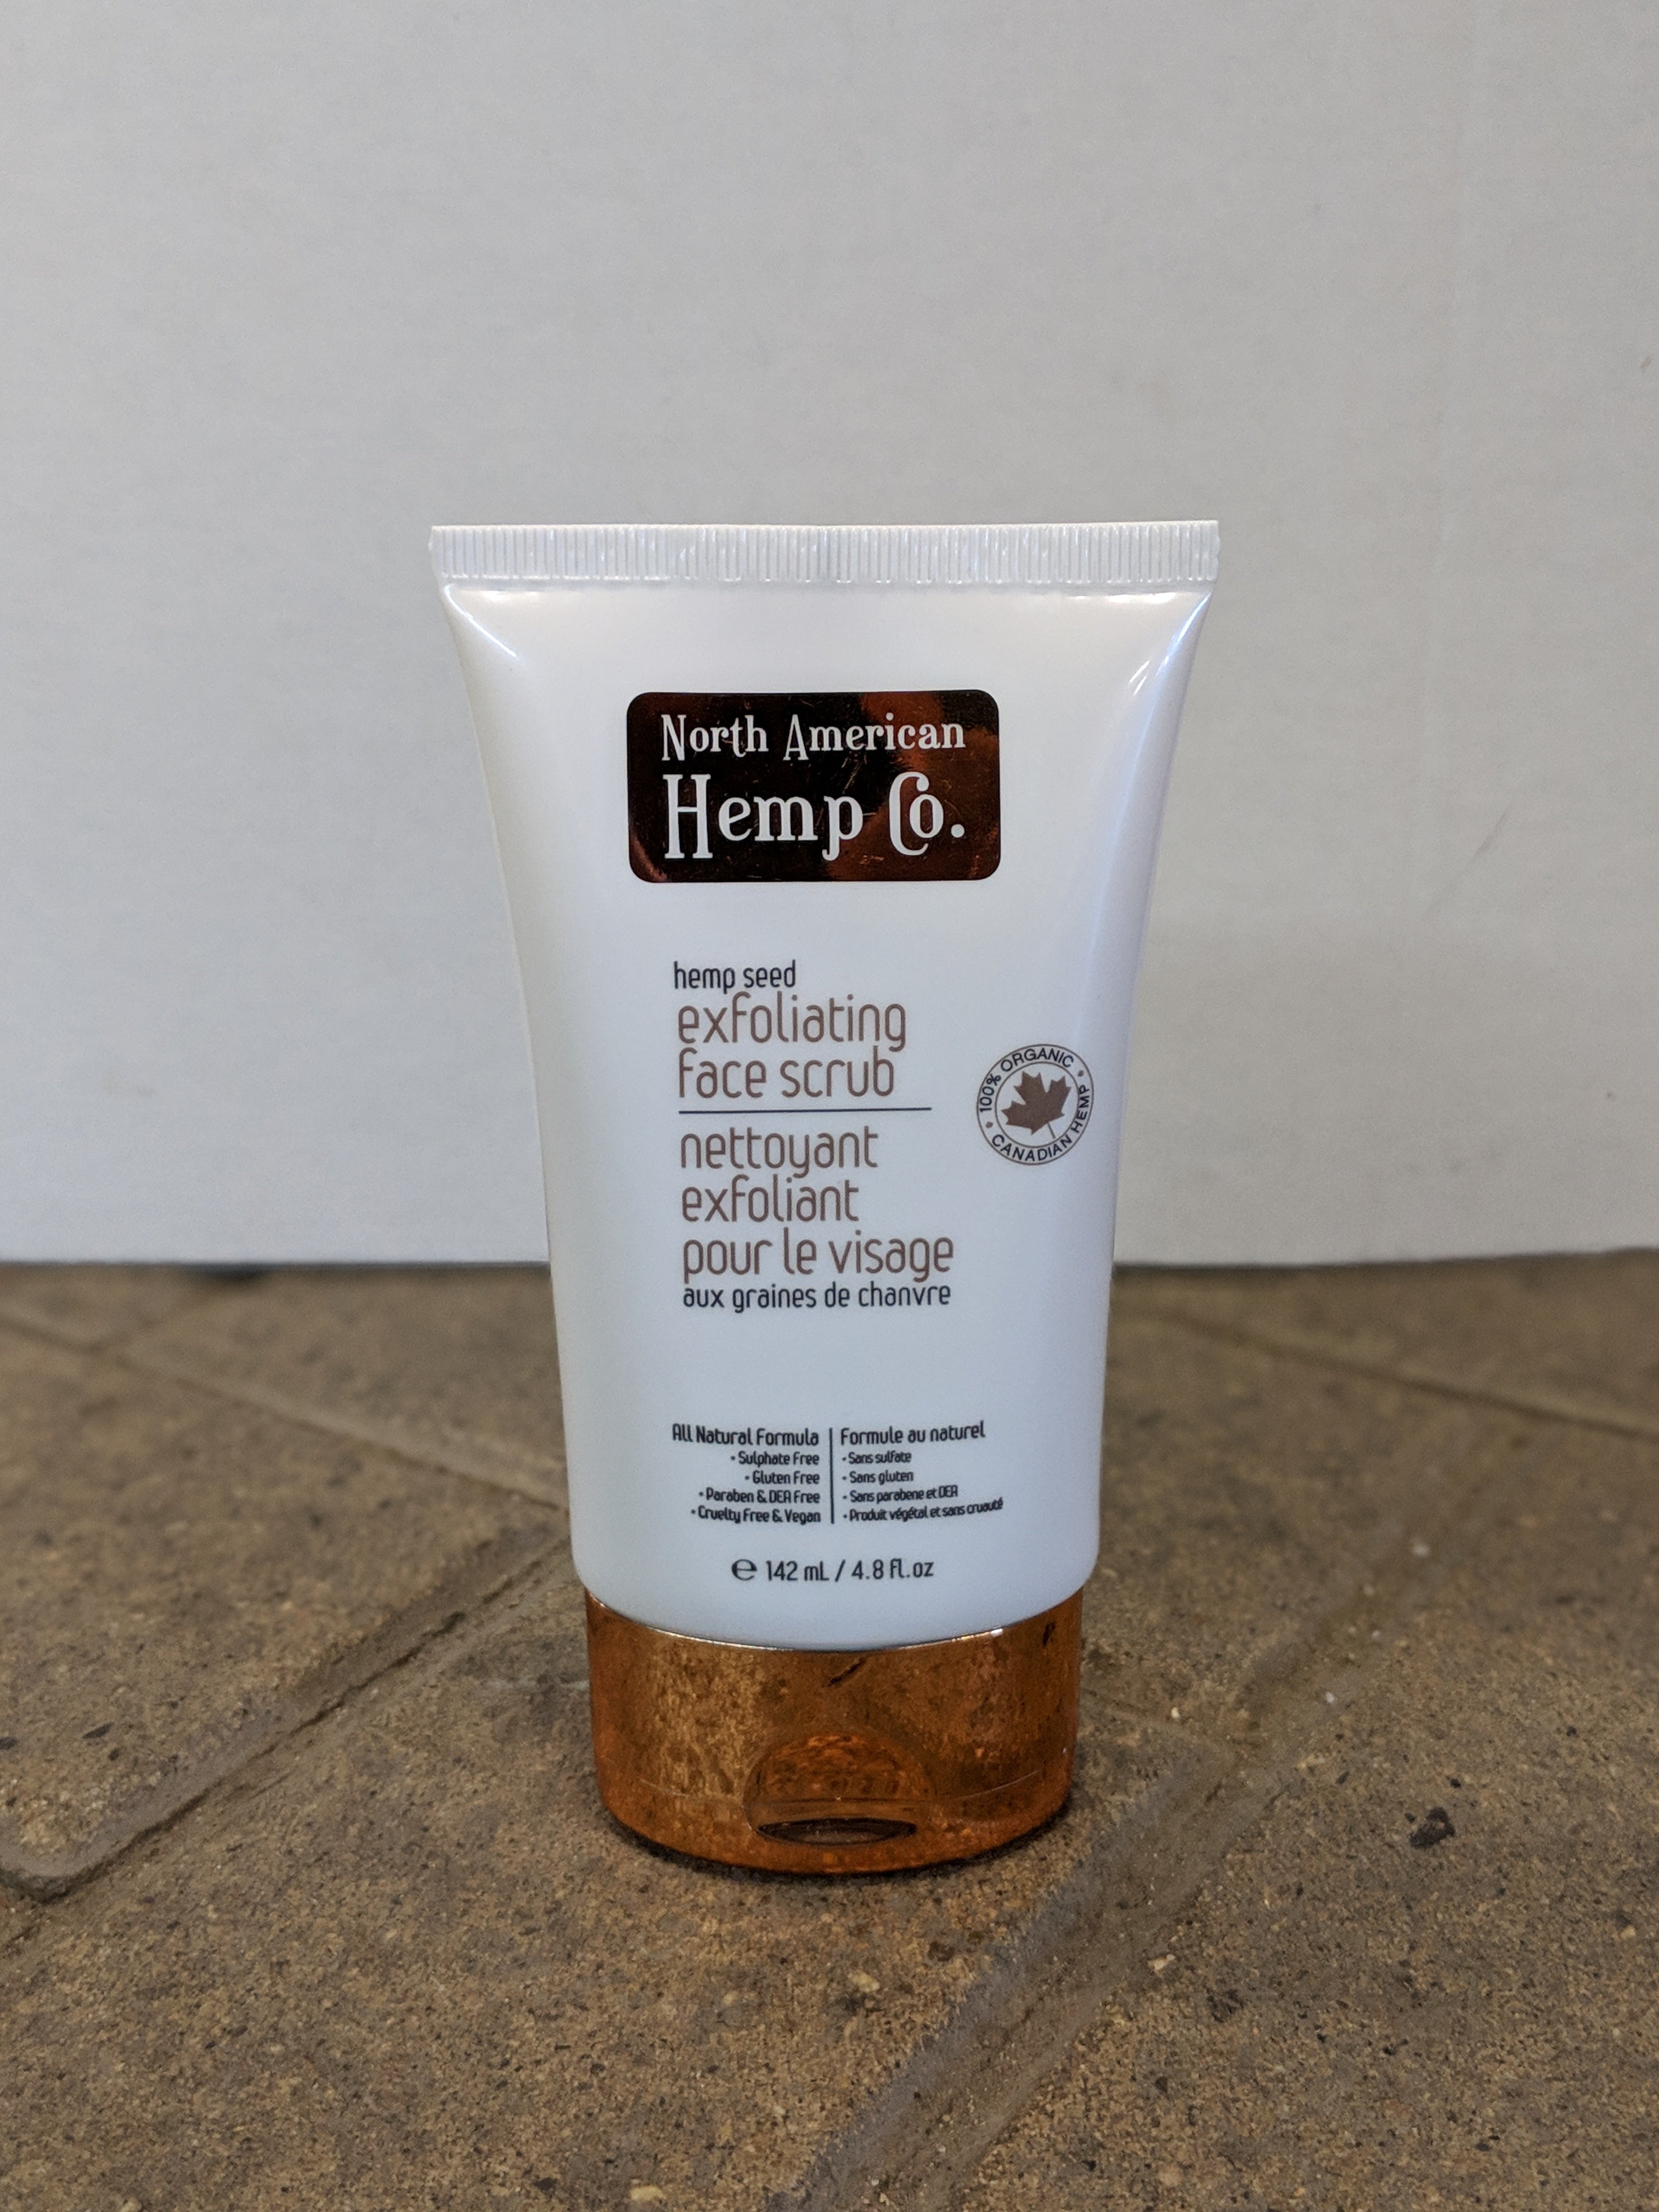 North American
Hemp Co.
hemp seed
exfoliating
face scrub
nettoyant
exfoliant
pour le visage
aux graines de chanvre
100% ORGANIC
CANADIAN HEMP
All Natural Formula
• Sulphate Free
• Gluten Free
• Paraben & DEA Free
• Cruelty Free & Vegan
Formule au naturel
• Sans sulfate
• Sans gluten
• Sans parabene et DEA
• Produit végétal et sans cruauté
℮ 142 mL / 4.8 fl.oz